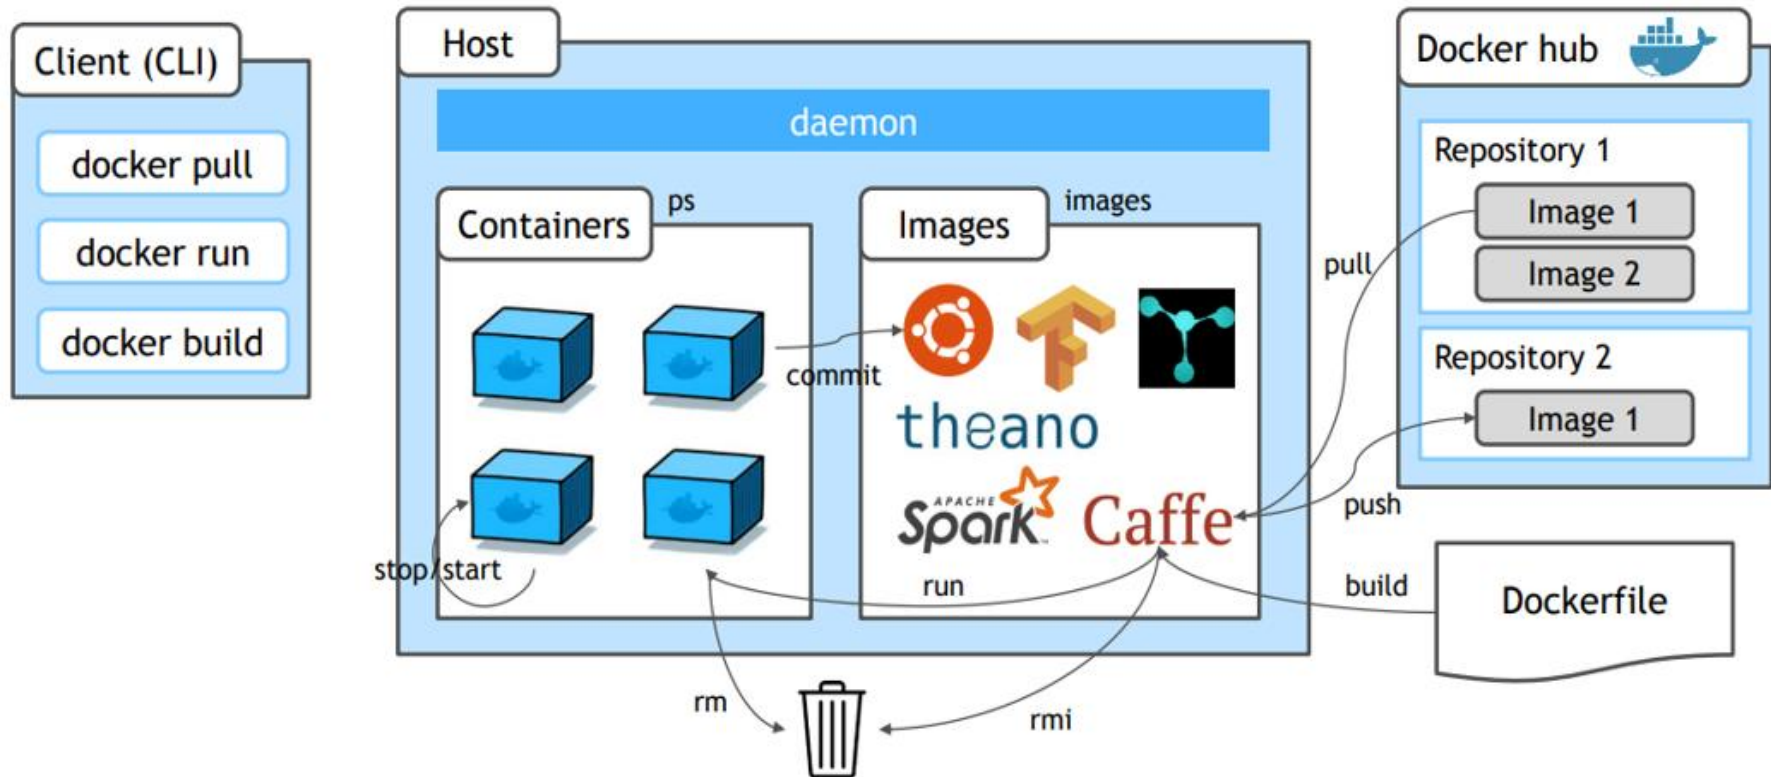 Client (CLI)
docker pull
docker run
docker build
Host
daemon
Containers
ps
Images
images
commit
theano
APACHE
Spark
Caffe
stop/start
run
rm
rmi
pull
push
build
Docker hub
Repository 1
Image 1
Image 2
Repository 2
Image 1
Dockerfile